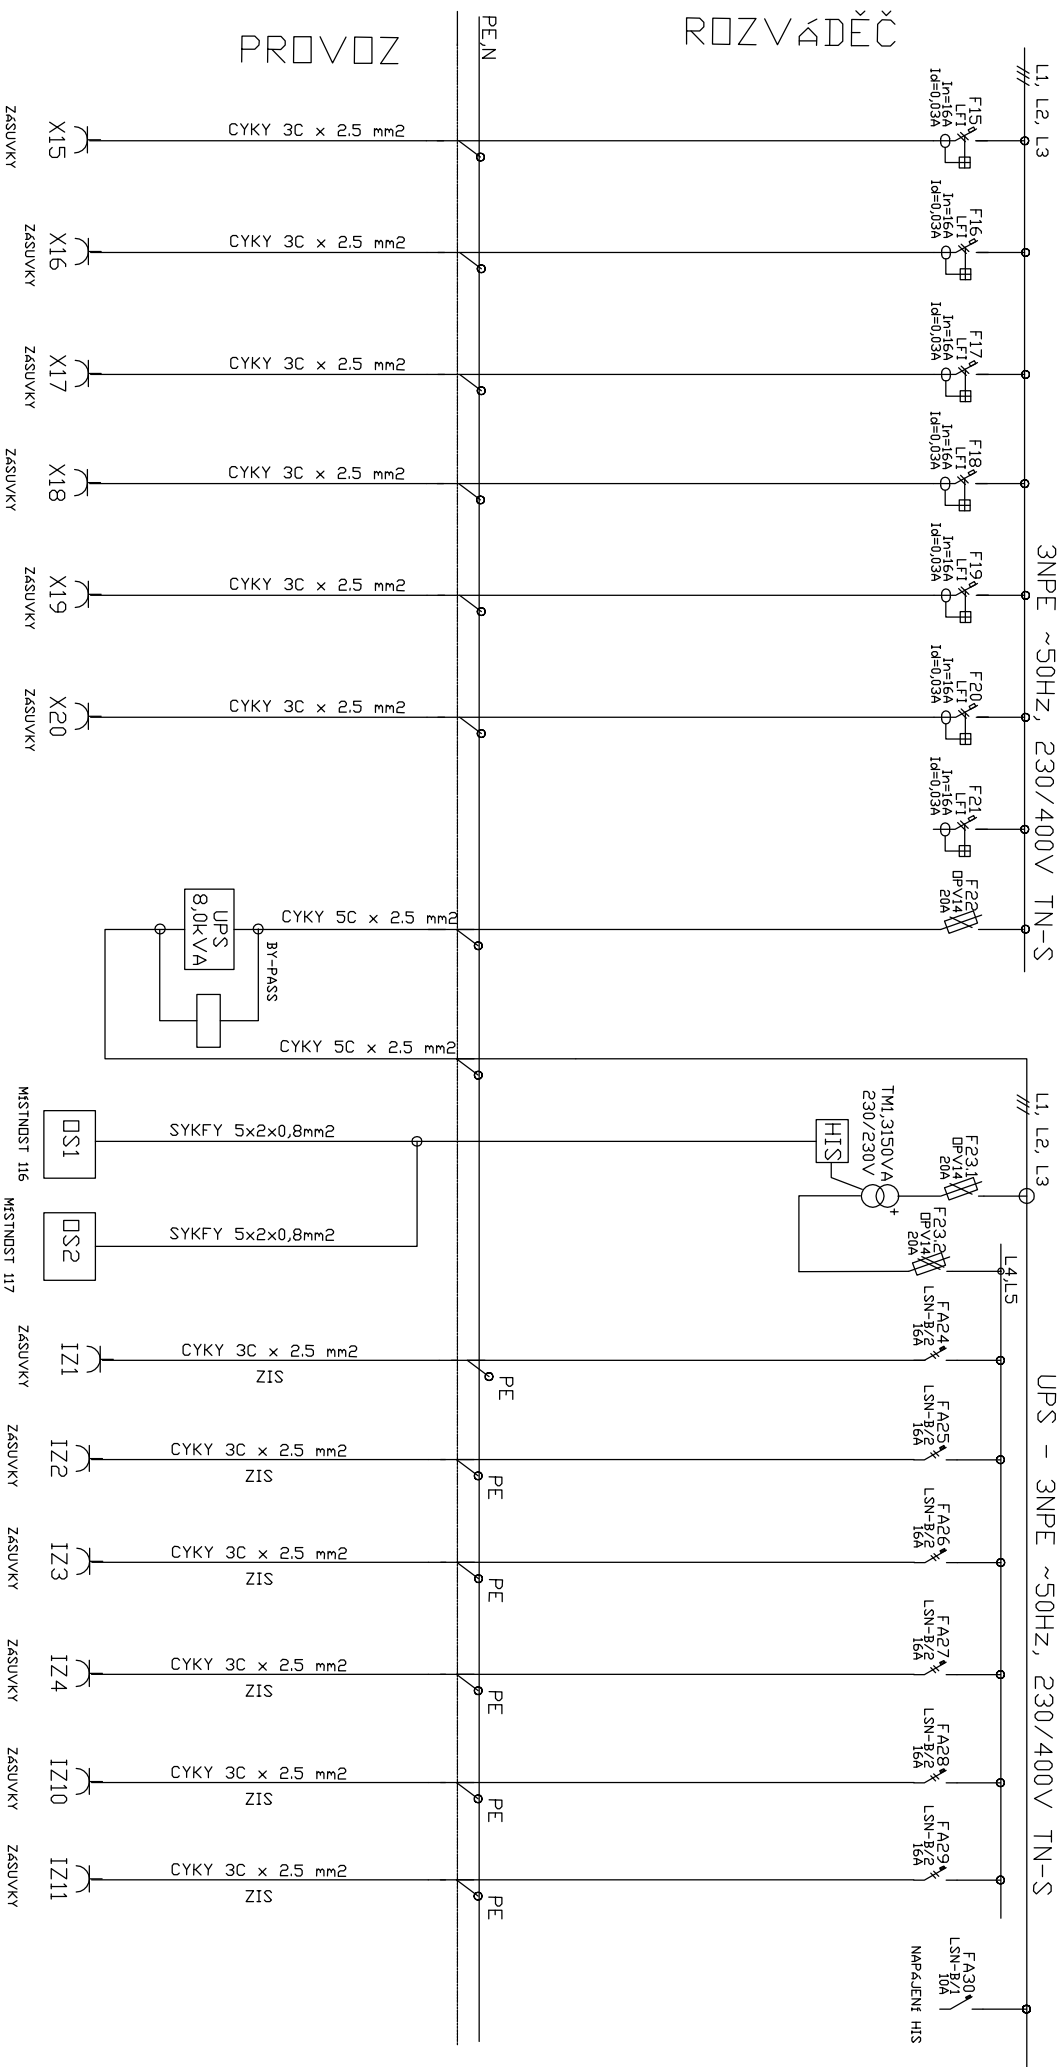 ROZVÁDĚČ
PROVOZ
PE,N
L1, L2, L3
3NPE ~50Hz, 230/400V TN-S
F15
LFI
In=16A
Id=0,03A
F16
LFI
In=16A
Id=0,03A
F17
LFI
In=16A
Id=0,03A
F18
LFI
In=16A
Id=0,03A
F19
LFI
In=16A
Id=0,03A
F20
LFI
In=16A
Id=0,03A
F21
LFI
In=16A
Id=0,03A
F22
OPV14
20A
CYKY 3C x 2.5 mm2
X15
ZÁSUVKY
CYKY 3C x 2.5 mm2
X16
ZÁSUVKY
CYKY 3C x 2.5 mm2
X17
ZÁSUVKY
CYKY 3C x 2.5 mm2
X18
ZÁSUVKY
CYKY 3C x 2.5 mm2
X19
ZÁSUVKY
CYKY 3C x 2.5 mm2
X20
ZÁSUVKY
CYKY 5C x 2.5 mm2
UPS
8,0kVA
BY-PASS
CYKY 5C x 2.5 mm2
L1, L2, L3
UPS - 3NPE ~50Hz, 230/400V TN-S
F23.1
OPV14
20A
TM1,3150VA
230/230V
HIS
F23.2
OPV14
20A
L4,L5
SYKFY 5x2x0,8mm2
OS1
MÍSTNOST 116
SYKFY 5x2x0,8mm2
OS2
MÍSTNOST 117
FA24
LSN-B/2
16A
PE
CYKY 3C x 2.5 mm2
ZIS
IZ1
ZÁSUVKY
FA25
LSN-B/2
16A
PE
CYKY 3C x 2.5 mm2
ZIS
IZ2
ZÁSUVKY
FA26
LSN-B/2
16A
PE
CYKY 3C x 2.5 mm2
ZIS
IZ3
ZÁSUVKY
FA27
LSN-B/2
16A
PE
CYKY 3C x 2.5 mm2
ZIS
IZ4
ZÁSUVKY
FA28
LSN-B/2
16A
PE
CYKY 3C x 2.5 mm2
ZIS
IZ10
ZÁSUVKY
FA29
LSN-B/2
16A
PE
CYKY 3C x 2.5 mm2
ZIS
IZ11
ZÁSUVKY
FA30
LSN-B/1
10A
NAPÁJENÍ HIS